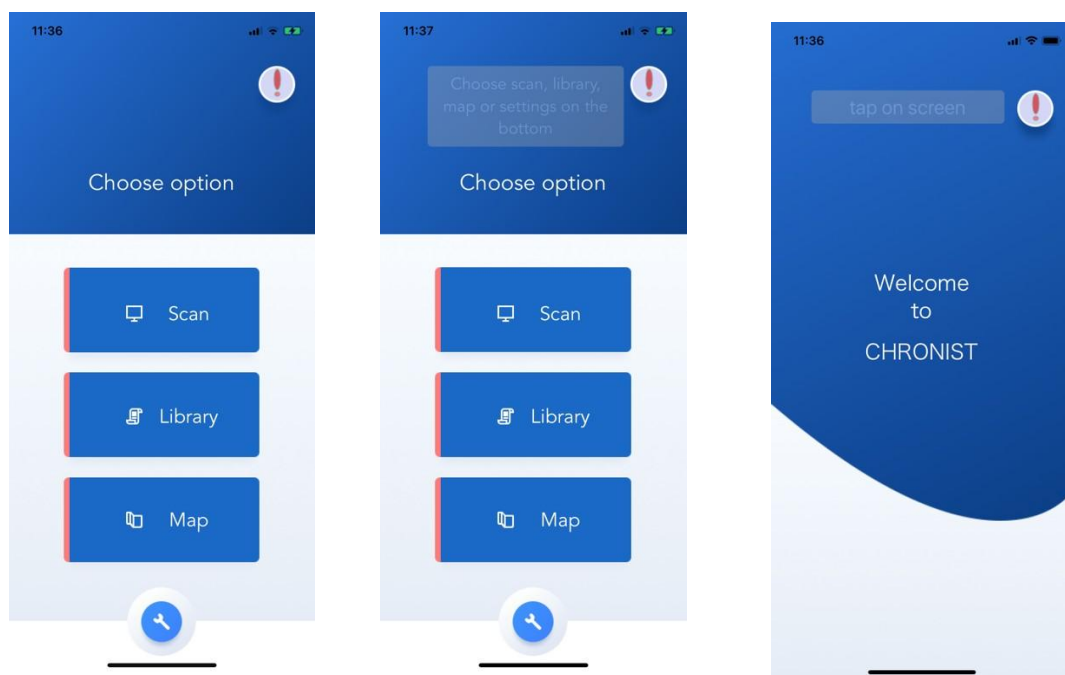 11:36
Choose option
Scan
Library
Map
11:37
Choose scan, library,
map or settings on the
bottom
Choose option
Scan
Library
Map
11:36
tap on screen
Welcome
to
CHRONIST